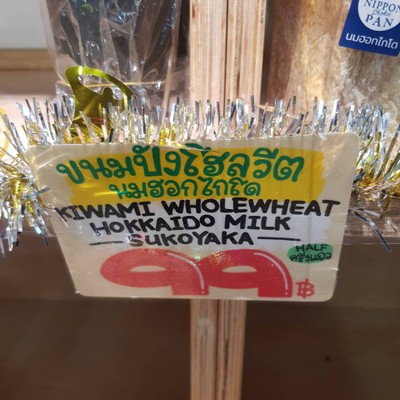 NIPPON
PAN
นมฮอกไกโด
ขนมปังโฮลวีต
นมฮอกไกโด
KIWAMI WHOLEWHEAT
HOKKAIDO MILK
— SUKOYAKA —
HALF
ครึ่งแถว
99 ฿